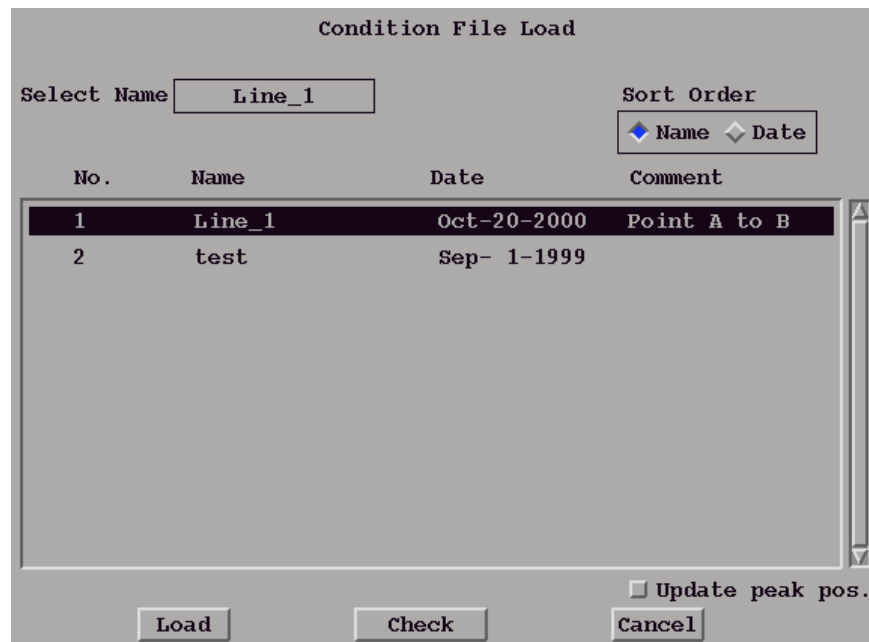 Condition File Load
Select Name Line_1
Sort Order
Name Date
No. Name Date Comment
1 Line_1 Oct-20-2000 Point A to B
2 test Sep- 1-1999
Update peak pos.
Load Check Cancel